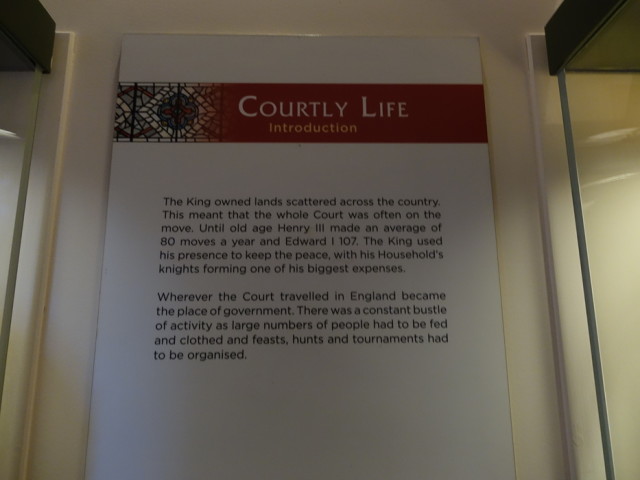 COURTLY LIFE
Introduction
The King owned lands scattered across the country.
This meant that the whole Court was often on the
move. Until old age Henry III made an average of
80 moves a year and Edward I 107. The King used
his presence to keep the peace, with his Household's
knights forming one of his biggest expenses.
Wherever the Court travelled in England became
the place of government. There was a constant bustle
of activity as large numbers of people had to be fed
and clothed and feasts, hunts and tournaments had
to be organised.